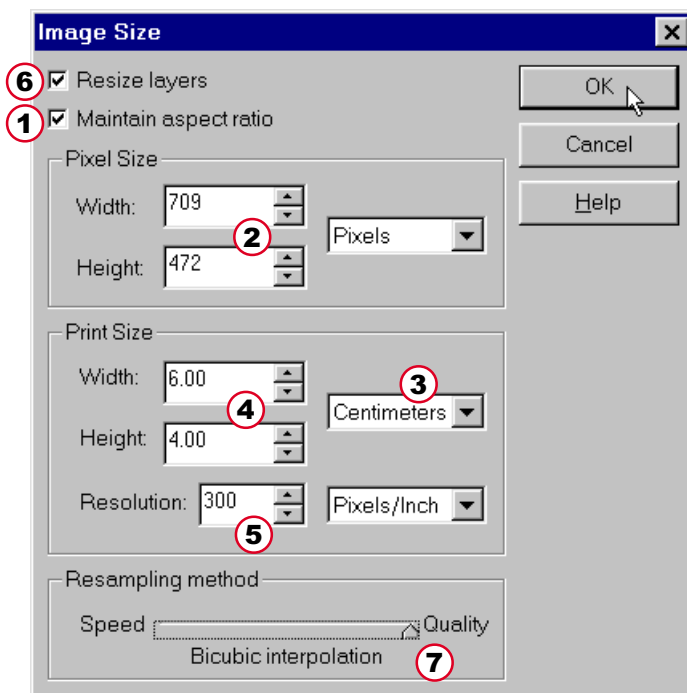 Image Size
6 Resize layers
OK
1 Maintain aspect ratio
Cancel
Pixel Size
Help
Width: 709
2 Pixels
Height: 472
Print Size
Width: 6.00
3
4 Centimeters
Height: 4.00
Resolution: 300 Pixels/Inch
5
Resampling method
Speed Quality
Bicubic interpolation 7